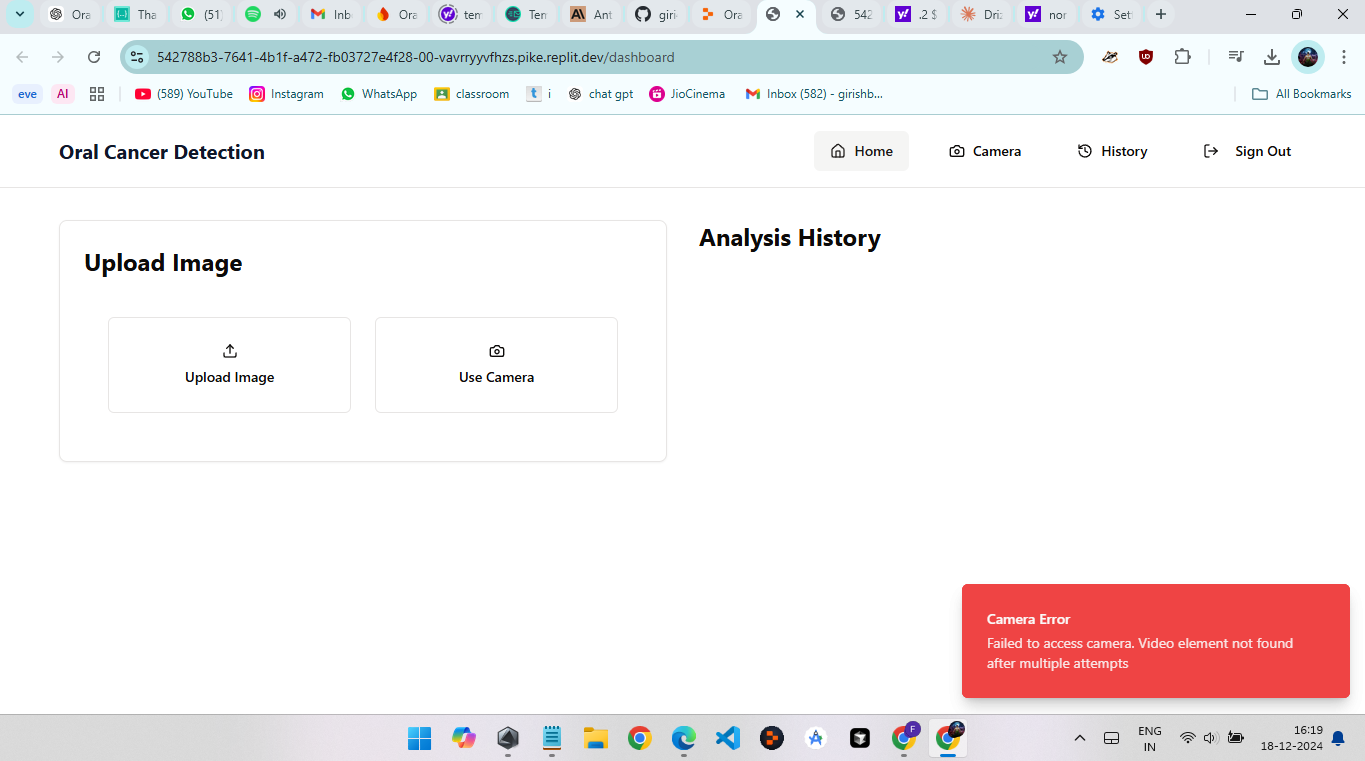 Ora
Tha
(51)
Inb
Ora
tem
Ter
Ant
giri
Ora
542
.2 $
Driz
nor
Set
542788b3-7641-4b1f-a472-fb03727e4f28-00-vavrryyvfhzs.pike.replit.dev/dashboard
eve
AI
(589) YouTube
Instagram
WhatsApp
classroom
i
chat gpt
JioCinema
Inbox (582) - girishb...
All Bookmarks
Oral Cancer Detection
Home
Camera
History
Sign Out
Upload Image
Analysis History
Upload Image
Use Camera
Camera Error
Failed to access camera. Video element not found
after multiple attempts
ENG
IN
16:19
18-12-2024